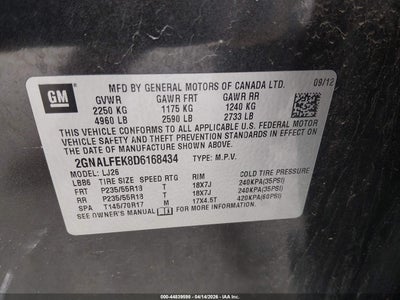 GM
MFD. BY GENERAL MOTORS OF CANADA LTD. 09/12
GVWR GAWR FRT GAWR RR
2250 KG 1175 KG 1240 KG
4960 LB 2590 LB 2733 LB
THIS VEHICLE CONFORMS TO ALL APPLICABLE U.S. FEDERAL MOTOR
VEHICLE SAFETY AND THEFT PREVENTION STANDARDS IN EFFECT
ON THE DATE OF MANUFACTURE SHOWN ABOVE.
2GNALFEK8D6168434 TYPE: M.P.V.
MODEL: LJ26
LBB6 TIRE SIZE SPEED RTG RIM COLD TIRE PRESSURE
FRT P235/55R18 T 18X7J 240KPA(35PSI)
RR P235/55R18 T 18X7J 240KPA(35PSI)
SPA T145/70R17 M 17X4.5T 420KPA(60PSI)
SEE OWNER'S MANUAL FOR MORE INFORMATION.
000-44839599 - 04/14/2026 -